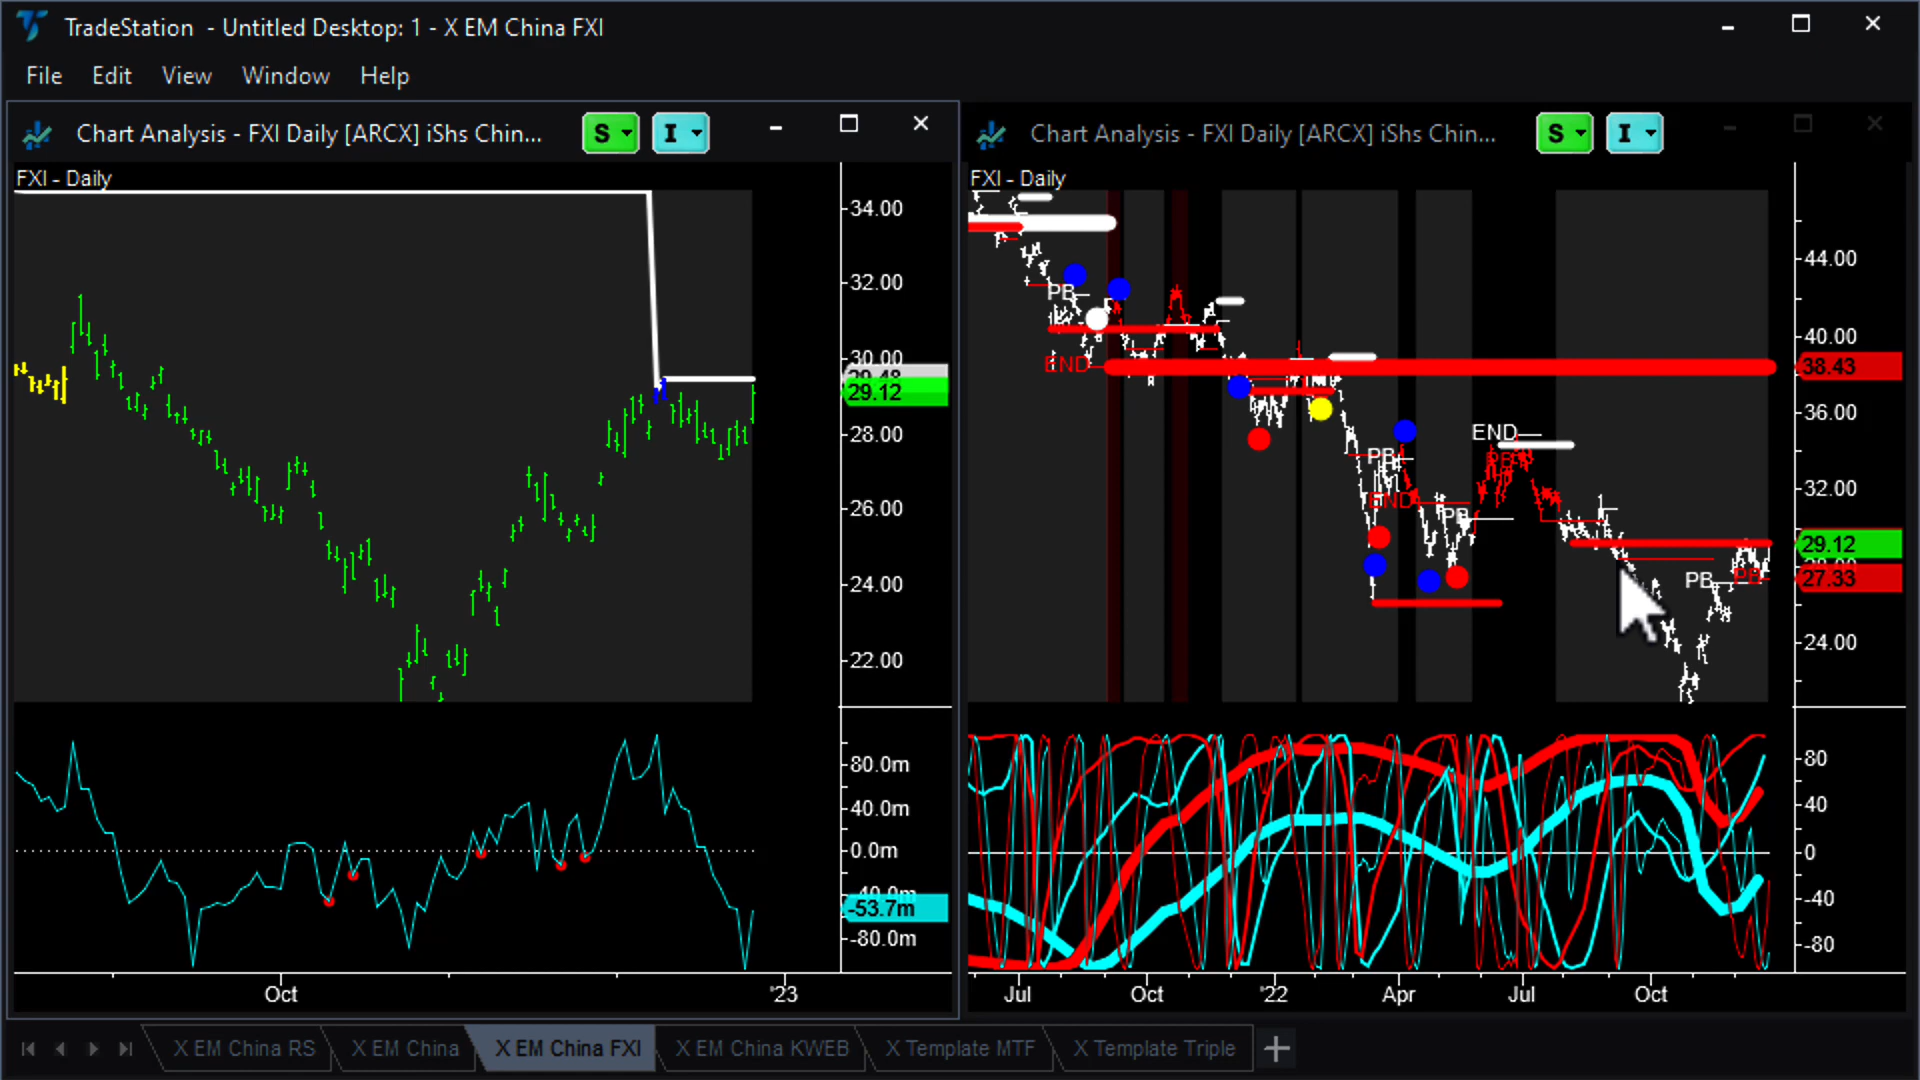 TradeStation - Untitled Desktop: 1 - X EM China FXI
File Edit View Window Help
Chart Analysis - FXI Daily [ARCX] iShs Chin...
S I
FXI - Daily
34.00
32.00
30.00
29.48
29.12
28.00
26.00
24.00
22.00
80.0m
40.0m
0.0m
-53.7m
-80.0m
Oct '23
Chart Analysis - FXI Daily [ARCX] iShs Chin...
S I
FXI - Daily
PB
END
PB
END
PB
END
PB
PB
PB
44.00
40.00
38.43
36.00
32.00
29.12
27.33
24.00
80
40
0
-40
-80
Jul Oct '22 Apr Jul Oct
X EM China RS X EM China X EM China FXI X EM China KWEB X Template MTF X Template Triple +